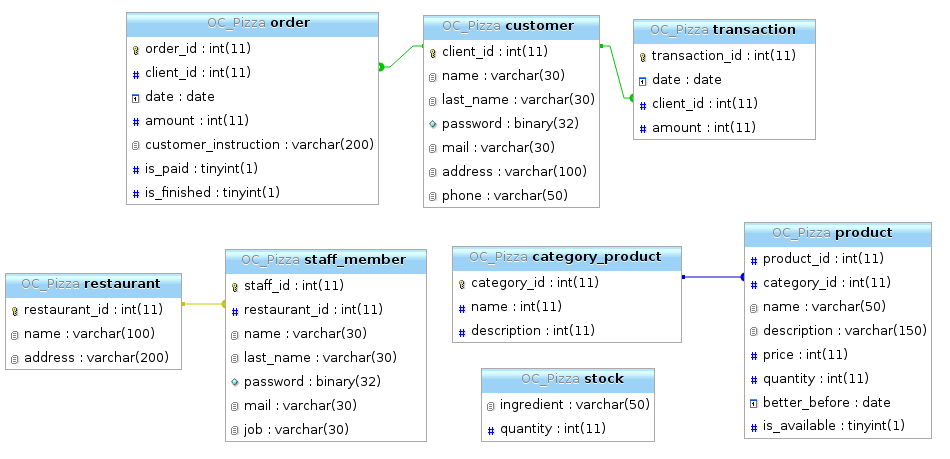 OC_Pizza order
order_id : int(11)
client_id : int(11)
date : date
amount : int(11)
customer_instruction : varchar(200)
is_paid : tinyint(1)
is_finished : tinyint(1)
OC_Pizza customer
client_id : int(11)
name : varchar(30)
last_name : varchar(30)
password : binary(32)
mail : varchar(30)
address : varchar(100)
phone : varchar(50)
OC_Pizza transaction
transaction_id : int(11)
date : date
client_id : int(11)
amount : int(11)
OC_Pizza restaurant
restaurant_id : int(11)
name : varchar(100)
address : varchar(200)
OC_Pizza staff_member
staff_id : int(11)
restaurant_id : int(11)
name : varchar(30)
last_name : varchar(30)
password : binary(32)
mail : varchar(30)
job : varchar(30)
OC_Pizza category_product
category_id : int(11)
name : int(11)
description : int(11)
OC_Pizza stock
ingredient : varchar(50)
quantity : int(11)
OC_Pizza product
product_id : int(11)
category_id : int(11)
name : varchar(50)
description : varchar(150)
price : int(11)
quantity : int(11)
better_before : date
is_available : tinyint(1)